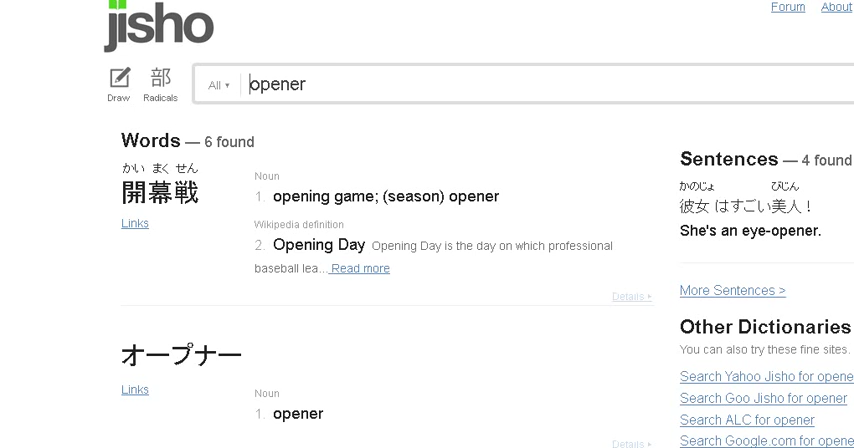 Forum About
jisho
Draw
部
Radicals
All ▾
opener
Words — 6 found
かい まく せん
開幕戦
Links
Noun
1. opening game; (season) opener
Wikipedia definition
2. Opening Day Opening Day is the day on which professional
baseball lea... Read more
Details ▸
オープナー
Links
Noun
1. opener
Details ▸
Sentences — 4 found
かのじょ びじん
彼女 はすごい美人！
She's an eye-opener.
More Sentences >
Other Dictionaries
You can also try these fine sites.
Search Yahoo Jisho for opene
Search Goo Jisho for opener
Search ALC for opener
Search Google.com for opene